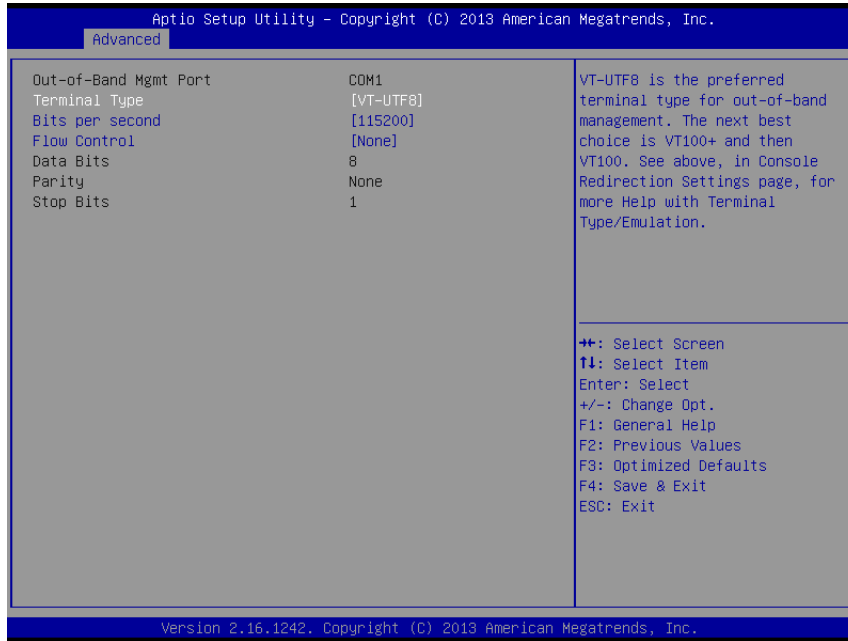 Aptio Setup Utility – Copyright (C) 2013 American Megatrends, Inc.
Advanced
Out-of-Band Mgmt Port COM1
Terminal Type [VT-UTF8]
Bits per second [115200]
Flow Control [None]
Data Bits 8
Parity None
Stop Bits 1
VT-UTF8 is the preferred
terminal type for out-of-band
management. The next best
choice is VT100+ and then
VT100. See above, in Console
Redirection Settings page, for
more Help with Terminal
Type/Emulation.
→←: Select Screen
↑↓: Select Item
Enter: Select
+/-: Change Opt.
F1: General Help
F2: Previous Values
F3: Optimized Defaults
F4: Save & Exit
ESC: Exit
Version 2.16.1242. Copyright (C) 2013 American Megatrends, Inc.